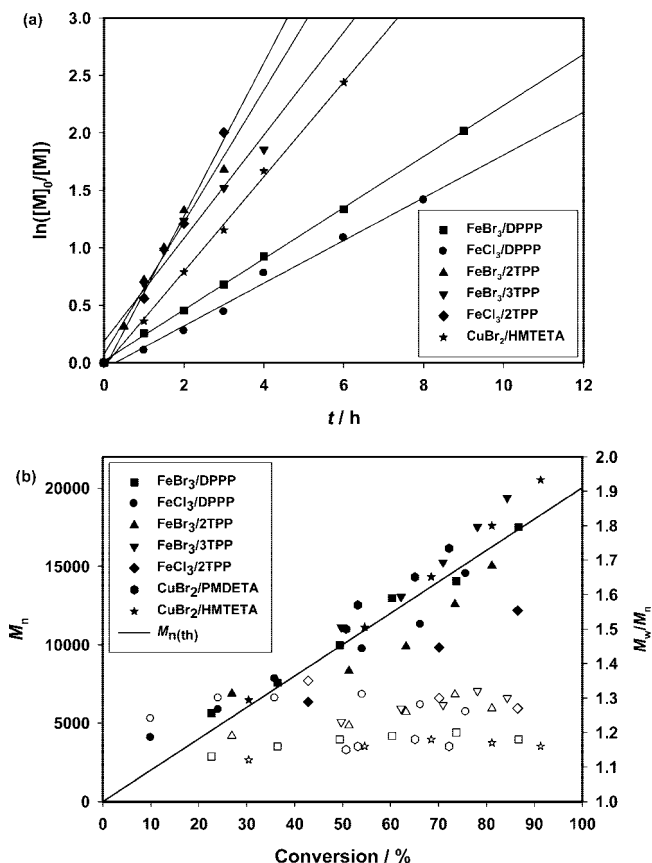 (a)
3.0
2.5
2.0
1.5
1.0
0.5
0.0
ln([M]₀/[M])
FeBr₃/DPPP
FeCl₃/DPPP
FeBr₃/2TPP
FeBr₃/3TPP
FeCl₃/2TPP
CuBr₂/HMTETA
0 2 4 6 8 10 12
t / h
(b)
20000
15000
10000
5000
0
Mn
FeBr₃/DPPP
FeCl₃/DPPP
FeBr₃/2TPP
FeBr₃/3TPP
FeCl₃/2TPP
CuBr₂/PMDETA
CuBr₂/HMTETA
Mn(th)
2.0
1.9
1.8
1.7
1.6
1.5
1.4
1.3
1.2
1.1
1.0
Mw/Mn
0 10 20 30 40 50 60 70 80 90 100
Conversion / %